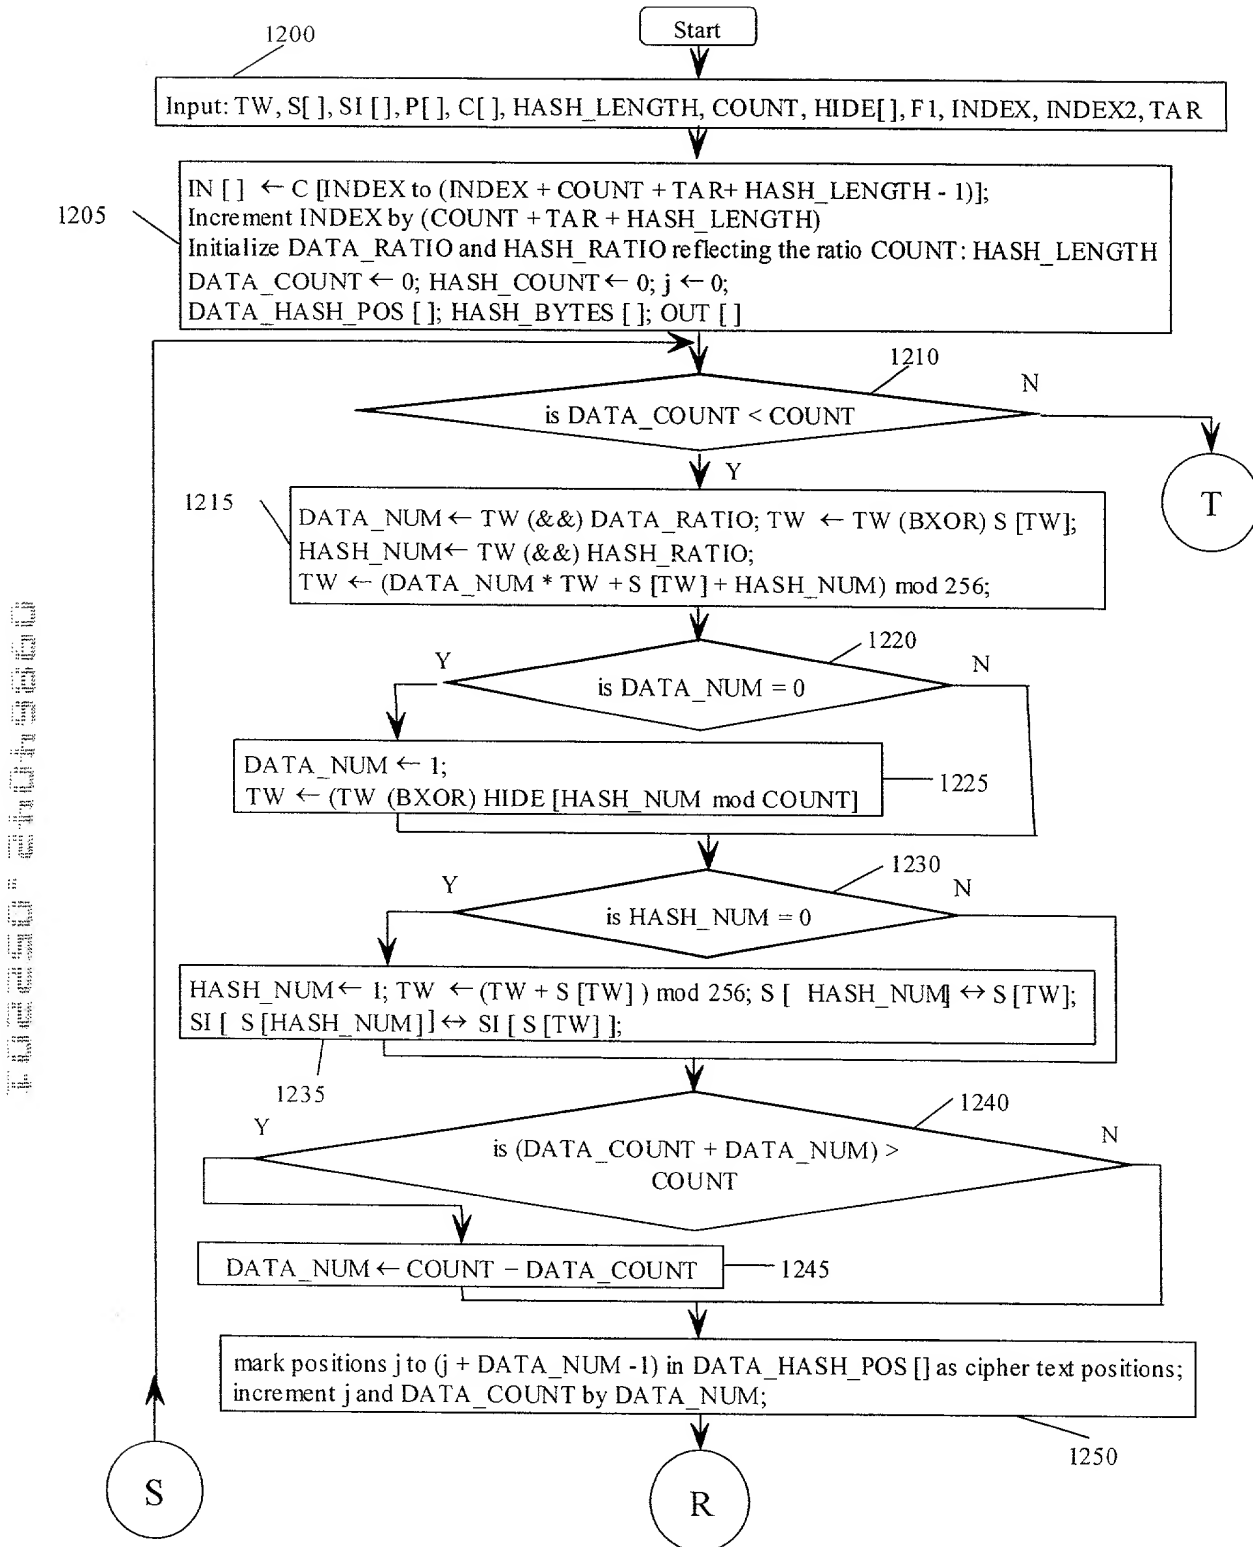 Start
1200
Input: TW, S[ ], SI [ ], P[ ], C[ ], HASH_LENGTH, COUNT, HIDE[ ], F1, INDEX, INDEX2, TAR
1205
IN [ ] ← C [INDEX to (INDEX + COUNT + TAR+ HASH_LENGTH - 1)];
Increment INDEX by (COUNT + TAR + HASH_LENGTH)
Initialize DATA_RATIO and HASH_RATIO reflecting the ratio COUNT: HASH_LENGTH
DATA_COUNT ← 0; HASH_COUNT ← 0; j ← 0;
DATA_HASH_POS [ ]; HASH_BYTES [ ]; OUT [ ]
1210
N
is DATA_COUNT < COUNT
Y
T
1215
DATA_NUM ← TW (&&) DATA_RATIO; TW ← TW (BXOR) S [TW];
HASH_NUM ← TW (&&) HASH_RATIO;
TW ← (DATA_NUM * TW + S [TW] + HASH_NUM) mod 256;
1220
Y
N
is DATA_NUM = 0
DATA_NUM ← 1;
TW ← (TW (BXOR) HIDE [HASH_NUM mod COUNT]
1225
1230
Y
N
is HASH_NUM = 0
HASH_NUM ← 1; TW ← (TW + S [TW] ) mod 256; S [ HASH_NUM] ↔ S [TW];
SI [ S [HASH_NUM] ] ↔ SI [ S [TW] ];
1235
1240
Y
N
is (DATA_COUNT + DATA_NUM) >
COUNT
DATA_NUM ← COUNT – DATA_COUNT
1245
mark positions j to (j + DATA_NUM -1) in DATA_HASH_POS [] as cipher text positions;
increment j and DATA_COUNT by DATA_NUM;
1250
S
R